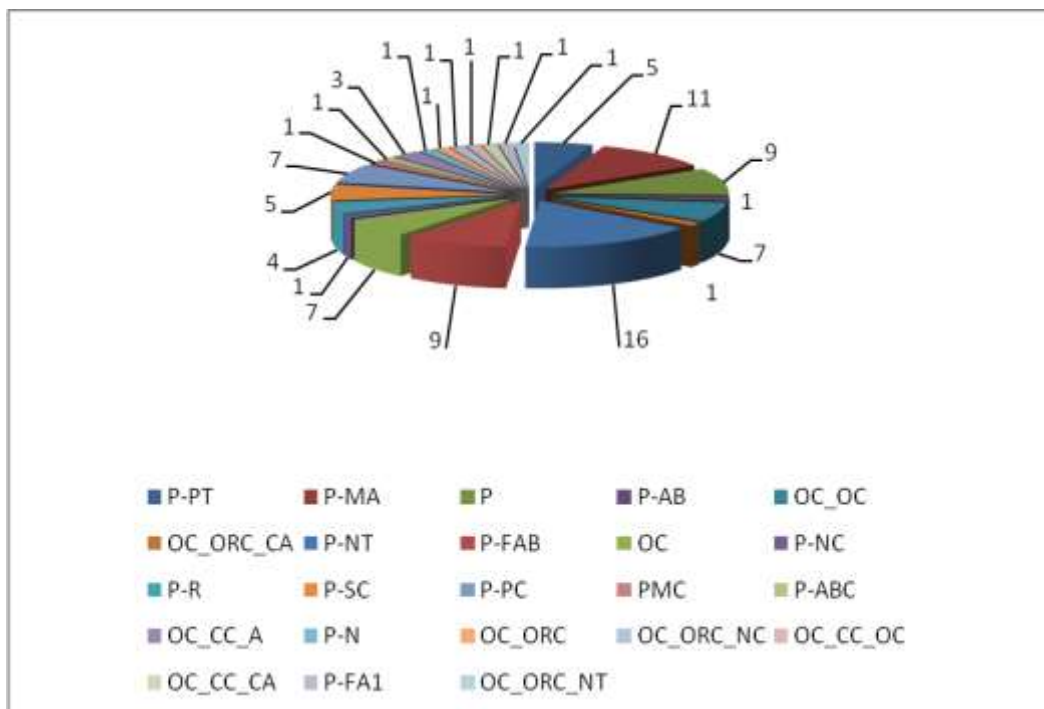 1 1 1 1 1
1 1 5
3 11
1 1
1 9
7
5 1
4 7
1 1
7
9 16
P-PT P-MA P P-AB OC_OC
OC_ORC_CA P-NT P-FAB OC P-NC
P-R P-SC P-PC PMC P-ABC
OC_CC_A P-N OC_ORC OC_ORC_NC OC_CC_OC
OC_CC_CA P-FA1 OC_ORC_NT